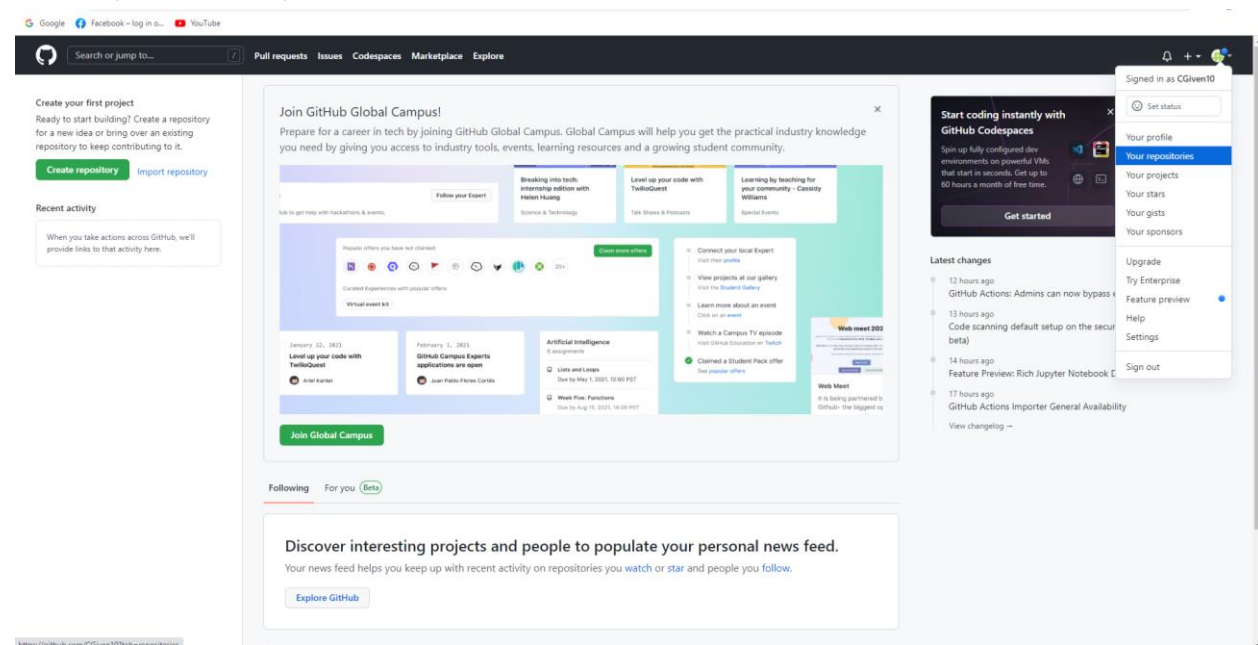 Google Facebook – log in o... YouTube
Search or jump to... /
Pull requests Issues Codespaces Marketplace Explore
Create your first project
Ready to start building? Create a repository
for a new idea or bring over an existing
repository to keep contributing to it.
Create repository Import repository
Recent activity
When you take actions across GitHub, we'll
provide links to that activity here.
Join GitHub Global Campus!
Prepare for a career in tech by joining GitHub Global Campus. Global Campus will help you get the practical industry knowledge
you need by giving you access to industry tools, events, learning resources and a growing student community.
Follow your Expert
hub to get help with hackathons & events.
Breaking into tech:
internship edition with
Helen Huang
Science & Technology
Level up your code with
TwilioQuest
Talk Shows & Podcasts
Learning by teaching for
your community - Cassidy
Williams
Special Events
Popular offers you have not claimed:
Claim more offers
25+
Curated Experiences with popular offers
Virtual event kit
Connect your local Expert
Visit their profile
View projects at our gallery
Visit the Student Gallery
Learn more about an event
Click on an event
Watch a Campus TV episode
Visit GitHub Education on Twitch
Claimed a Student Pack offer
See popular offers
January 22, 2021
Level up your code with
TwilioQuest
Ariel Kanter
February 1, 2021
GitHub Campus Experts
applications are open
Juan Pablo Flores Cortés
Artificial Intelligence
5 assignments
Lists and Loops
Due by May 1, 2021, 12:00 PST
Week Five: Functions
Due by Aug 15, 2021, 14:00 PST
Web meet 202
Web Meet
It is being partnered b
Github- the biggest op
Join Global Campus
Following For you Beta
Discover interesting projects and people to populate your personal news feed.
Your news feed helps you keep up with recent activity on repositories you watch or star and people you follow.
Explore GitHub
Start coding instantly with
GitHub Codespaces
Spin up fully configured dev
environments on powerful VMs
that start in seconds. Get up to
60 hours a month of free time.
Get started
Latest changes
12 hours ago
GitHub Actions: Admins can now bypass
13 hours ago
Code scanning default setup on the secur
beta)
14 hours ago
Feature Preview: Rich Jupyter Notebook D
17 hours ago
GitHub Actions Importer General Availability
View changelog →
Signed in as CGiven10
Set status
Your profile
Your repositories
Your projects
Your stars
Your gists
Your sponsors
Upgrade
Try Enterprise
Feature preview
Help
Settings
Sign out